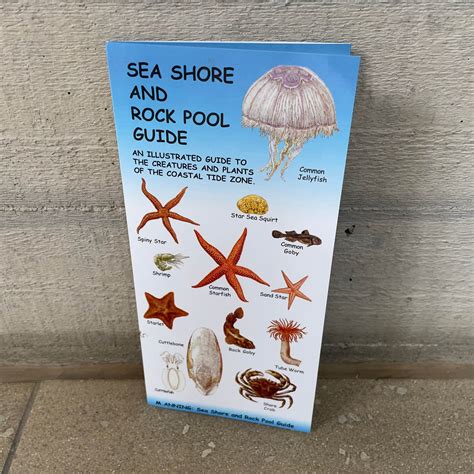 SEA SHORE
AND
ROCK POOL
GUIDE
AN ILLUSTRATED GUIDE TO
THE CREATURES AND PLANTS
OF THE COASTAL TIDE ZONE.
Common
Jellyfish
Star Sea Squirt
Spiny Star
Common
Goby
Shrimp
Common
Starfish
Sand Star
Starlet
Rock Goby
Cuttlebone
Tube Worm
Cuttlefish
Shore
Crab
M.ANNING: Sea Shore and Rock Pool Guide